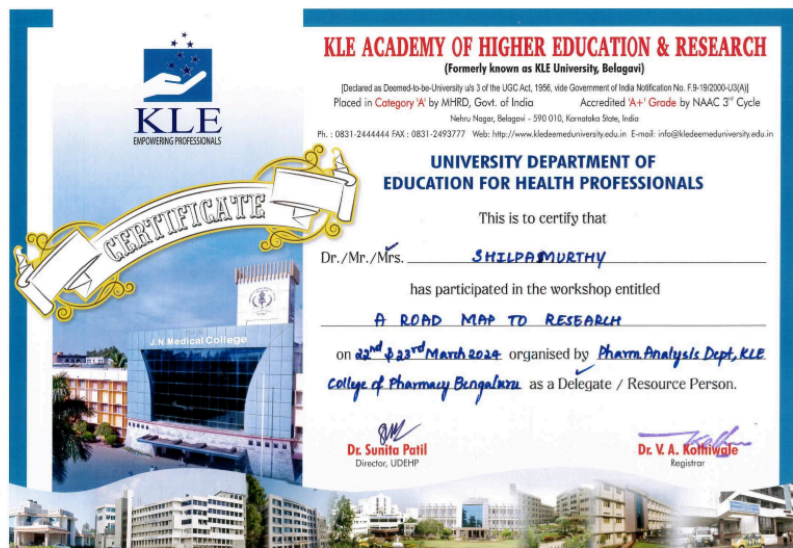 KLE ACADEMY OF HIGHER EDUCATION & RESEARCH
(Formerly known as KLE University, Belagavi)
[Declared as Deemed-to-be-University u/s 3 of the UGC Act, 1956, vide Government of India Notification No. F.9-19/2000-U3(A)]
Placed in Category 'A' by MHRD, Govt. of India Accredited 'A+' Grade by NAAC 3rd Cycle
Nehru Nagar, Belagavi - 590 010, Karnataka State, India
Ph. : 0831-2444444 FAX : 0831-2493777 Web: http://www.kledeemeduniversity.edu.in E-mail: info@kledeemeduniversity.edu.in
KLE
EMPOWERING PROFESSIONALS
UNIVERSITY DEPARTMENT OF
EDUCATION FOR HEALTH PROFESSIONALS
CERTIFICATE
This is to certify that
Dr./Mr./Mrs. SHILPA MURTHY
has participated in the workshop entitled
A ROAD MAP TO RESEARCH
on 22nd & 23rd March 2024 organised by Pharm. Analysis Dept, KLE
College of Pharmacy Bengaluru as a Delegate / Resource Person.
J.N. Medical College
Dr. Sunita Patil
Director, UDEHP
Dr. V. A. Kothiwale
Registrar